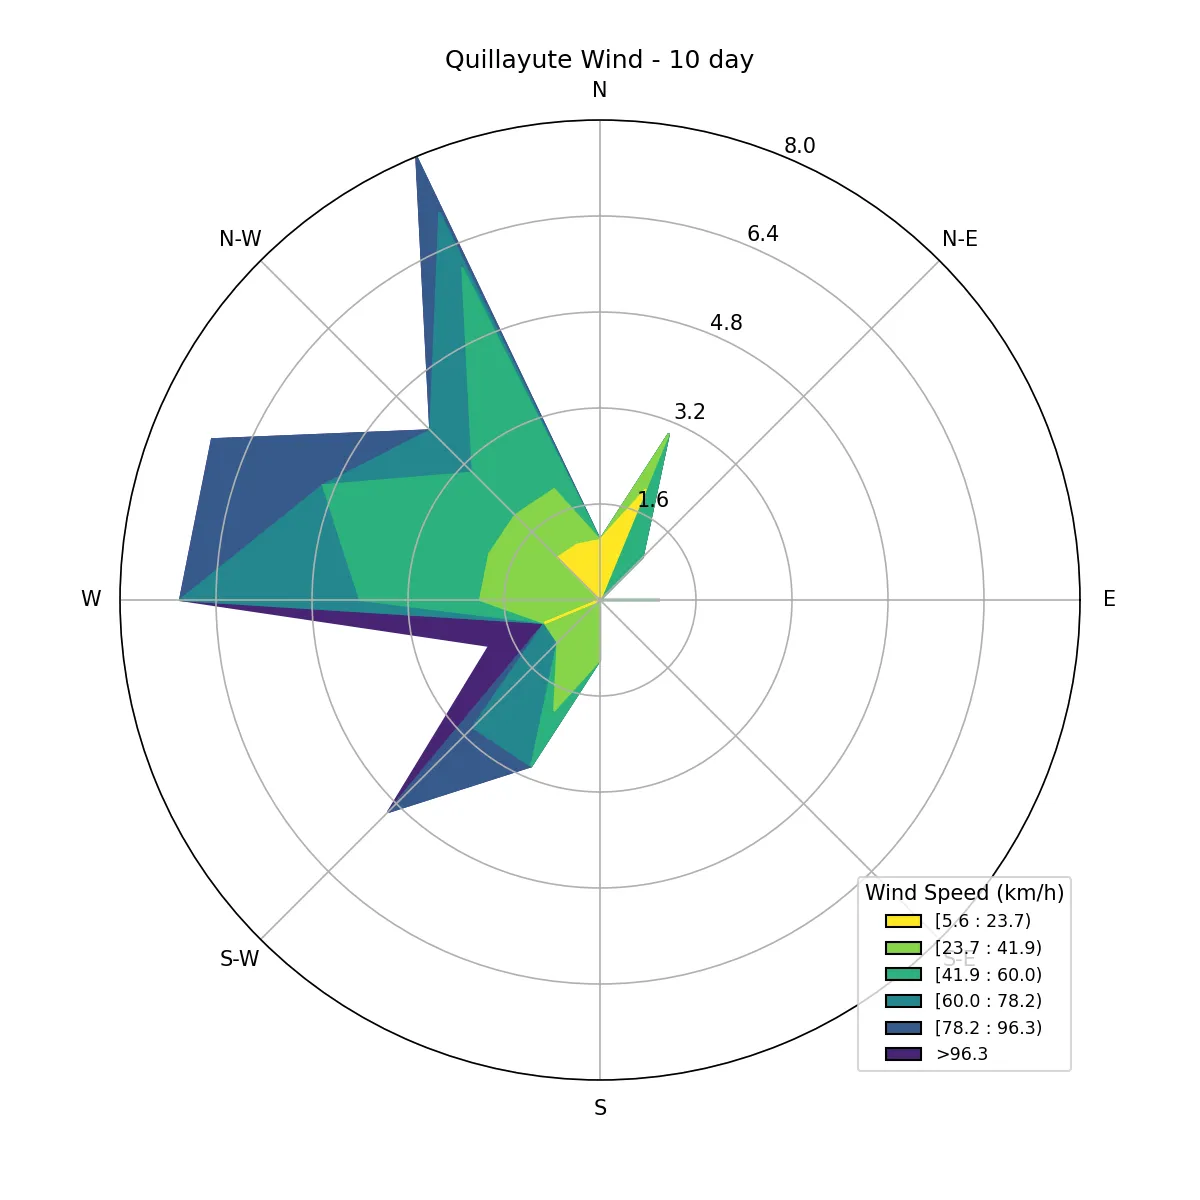 Quillayute Wind - 10 day
N
8.0
N-W
6.4
N-E
4.8
3.2
1.6
W
E
S-W
S-E
S
Wind Speed (km/h)
[5.6 : 23.7)
[23.7 : 41.9)
[41.9 : 60.0)
[60.0 : 78.2)
[78.2 : 96.3)
>96.3